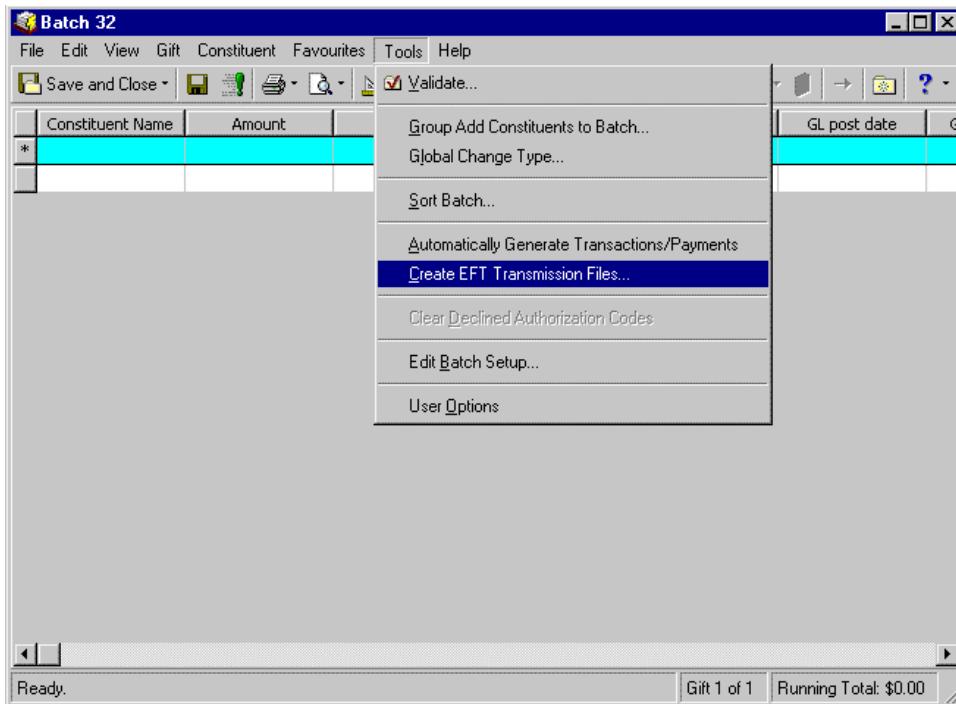 Batch 32
File Edit View Gift Constituent Favourites Tools Help
Save and Close ?
Validate...
Constituent Name Amount GL post date G
*
Group Add Constituents to Batch...
Global Change Type...
Sort Batch...
Automatically Generate Transactions/Payments
Create EFT Transmission Files...
Clear Declined Authorization Codes
Edit Batch Setup...
User Options
Ready. Gift 1 of 1 Running Total: $0.00